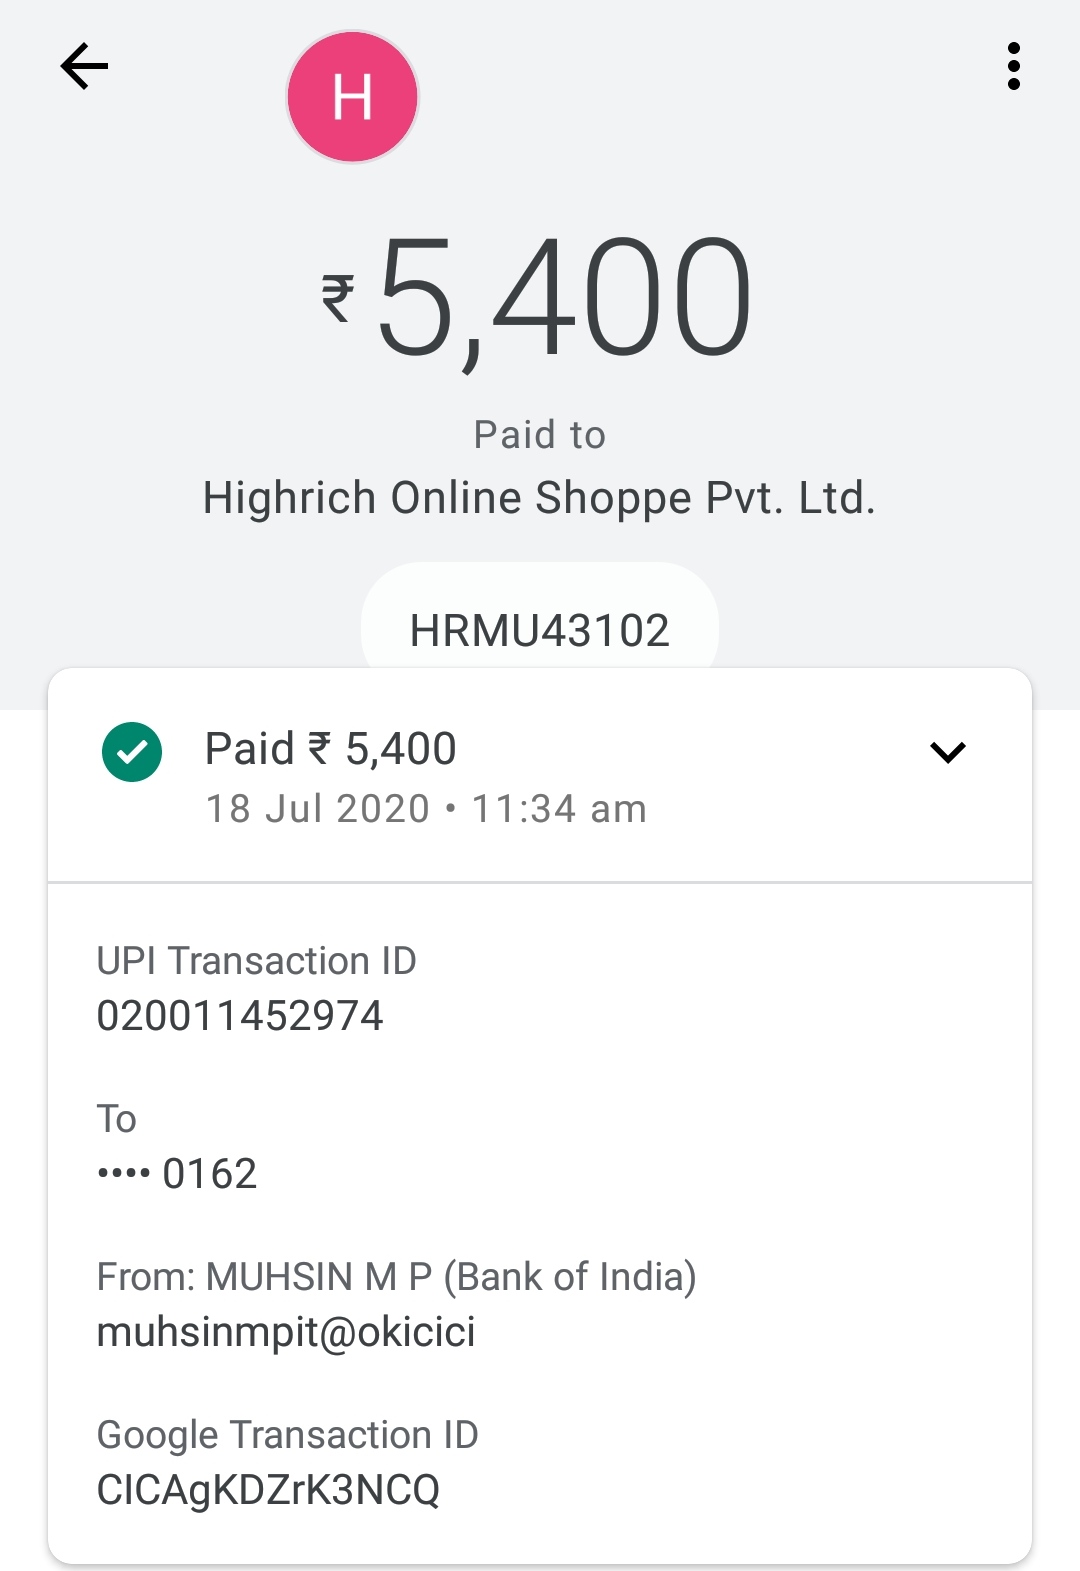 H
₹5,400
Paid to
Highrich Online Shoppe Pvt. Ltd.
HRMU43102
Paid ₹ 5,400
18 Jul 2020 • 11:34 am
UPI Transaction ID
020011452974
To
•••• 0162
From: MUHSIN M P (Bank of India)
muhsinmpit@okicici
Google Transaction ID
CICAgKDZrK3NCQ